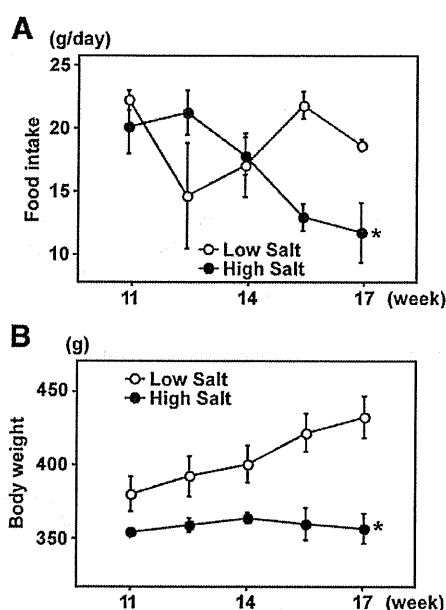 A
(g/day)
25
20
15
10
Food intake
Low Salt
High Salt
*
11 14 17 (week)
B
(g)
450
400
350
Body weight
Low Salt
High Salt
*
11 14 17 (week)